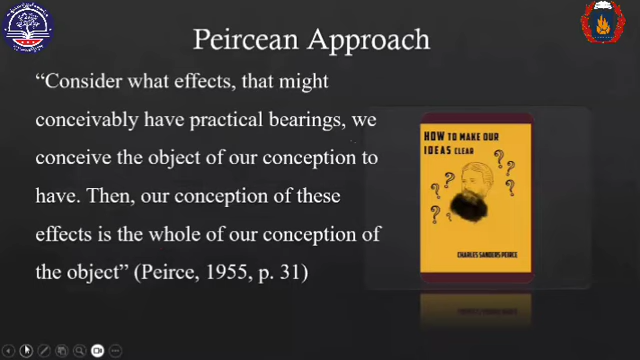 Peircean Approach
“Consider what effects, that might
conceivably have practical bearings, we
conceive the object of our conception to
have. Then, our conception of these
effects is the whole of our conception of
the object” (Peirce, 1955, p. 31)
HOW TO MAKE OUR
IDEAS CLEAR
? ? ? ? ? ? ?
CHARLES SANDERS PEIRCE